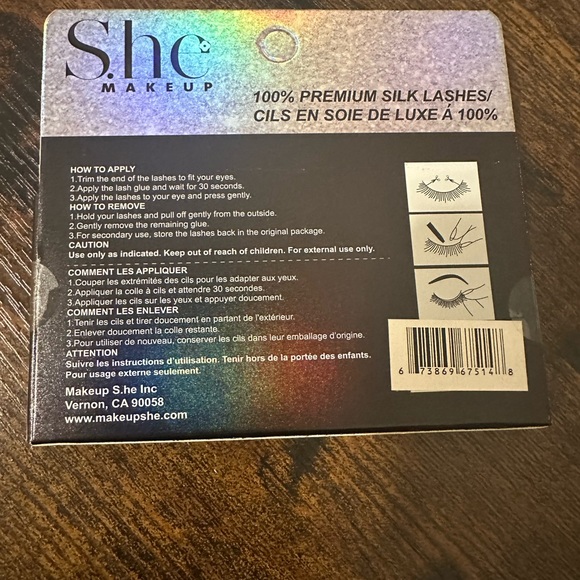 S.he
MAKEUP
100% PREMIUM SILK LASHES/
CILS EN SOIE DE LUXE Á 100%
HOW TO APPLY
1.Trim the end of the lashes to fit your eyes.
2.Apply the lash glue and wait for 30 seconds.
3.Apply the lashes to your eye and press gently.
HOW TO REMOVE
1.Hold your lashes and pull off gently from the outside.
2.Gently remove the remaining glue.
3.For secondary use, store the lashes back in the original package.
CAUTION
Use only as indicated. Keep out of reach of children. For external use only.
COMMENT LES APPLIQUER
1.Couper les extrémités des cils pour les adapter aux yeux.
2.Appliquer la colle à cils et attendre 30 secondes.
3.Appliquer les cils sur les yeux et appuyer doucement.
COMMENT LES ENLEVER
1.Tenir les cils et tirer doucement en partant de l'extérieur.
2.Enlever doucement la colle restante.
3.Pour utiliser de nouveau, conserver les cils dans leur emballage d'origine.
ATTENTION
Suivre les instructions d'utilisation. Tenir hors de la portée des enfants.
Pour usage externe seulement.
Makeup S.he Inc
Vernon, CA 90058
www.makeupshe.com
6 73869 67514 8